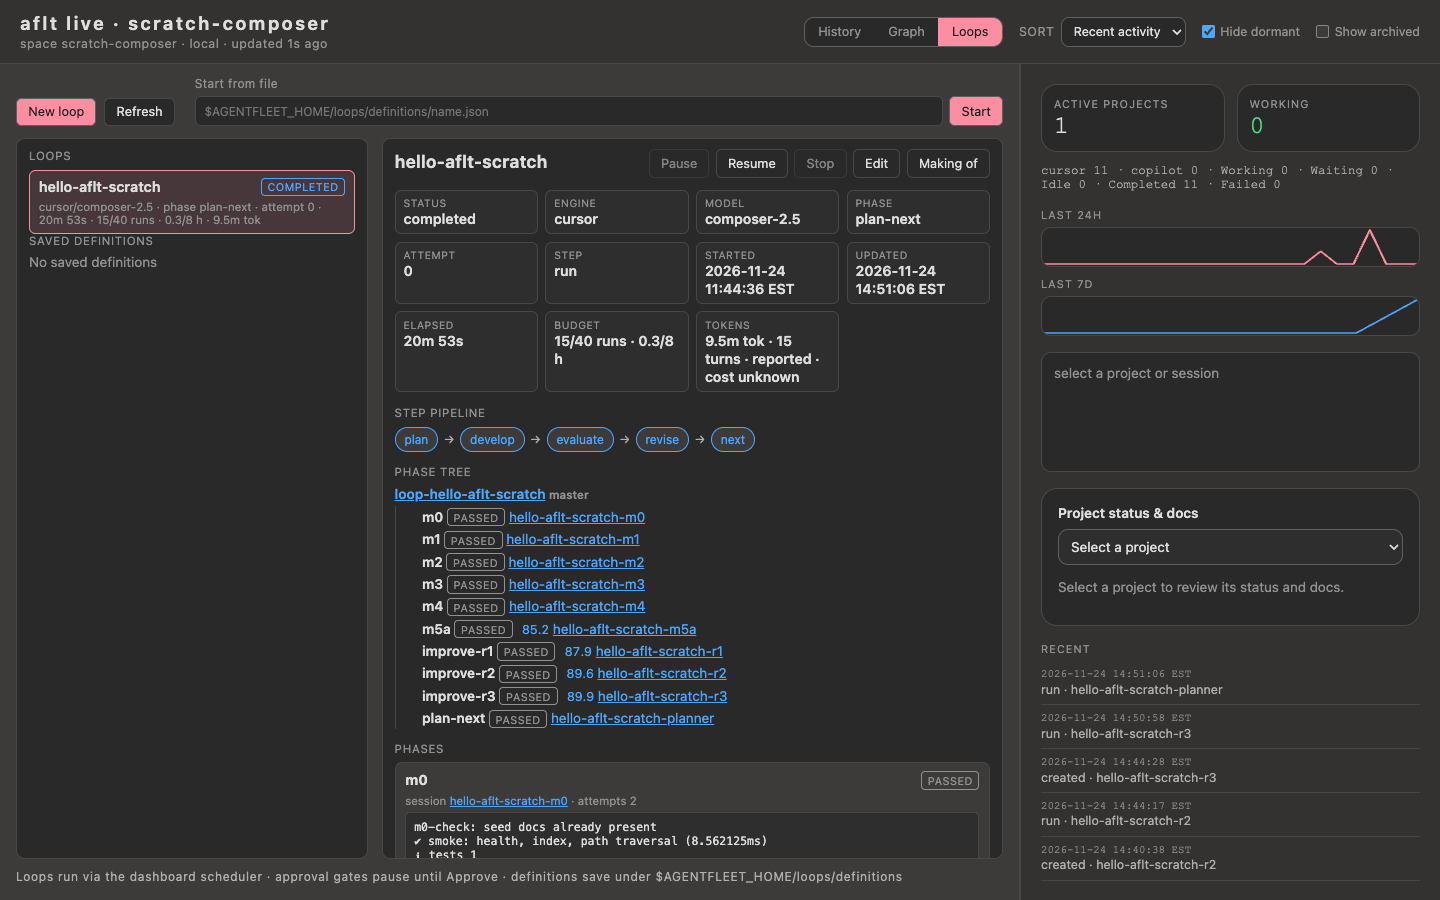 aflt live · scratch-composer
space scratch-composer · local · updated 1s ago
History
Graph
Loops
SORT
Recent activity
Hide dormant
Show archived
Start from file
New loop
Refresh
$AGENTFLEET_HOME/loops/definitions/name.json
Start
LOOPS
hello-aflt-scratch
COMPLETED
cursor/composer-2.5 · phase plan-next · attempt 0 ·
20m 53s · 15/40 runs · 0.3/8 h · 9.5m tok
SAVED DEFINITIONS
No saved definitions
hello-aflt-scratch
Pause
Resume
Stop
Edit
Making of
STATUS
completed
ENGINE
cursor
MODEL
composer-2.5
PHASE
plan-next
ATTEMPT
0
STEP
run
STARTED
2026-11-24
11:44:36 EST
UPDATED
2026-11-24
14:51:06 EST
ELAPSED
20m 53s
BUDGET
15/40 runs · 0.3/8
h
TOKENS
9.5m tok · 15
turns · reported ·
cost unknown
STEP PIPELINE
plan → develop → evaluate → revise → next
PHASE TREE
loop-hello-aflt-scratch master
m0 PASSED hello-aflt-scratch-m0
m1 PASSED hello-aflt-scratch-m1
m2 PASSED hello-aflt-scratch-m2
m3 PASSED hello-aflt-scratch-m3
m4 PASSED hello-aflt-scratch-m4
m5a PASSED 85.2 hello-aflt-scratch-m5a
improve-r1 PASSED 87.9 hello-aflt-scratch-r1
improve-r2 PASSED 89.6 hello-aflt-scratch-r2
improve-r3 PASSED 89.9 hello-aflt-scratch-r3
plan-next PASSED hello-aflt-scratch-planner
PHASES
m0
PASSED
session hello-aflt-scratch-m0 · attempts 2
m0-check: seed docs already present
✔ smoke: health, index, path traversal (8.562125ms)
ℹ tests 1
Loops run via the dashboard scheduler · approval gates pause until Approve · definitions save under $AGENTFLEET_HOME/loops/definitions
ACTIVE PROJECTS
1
WORKING
0
cursor 11 · copilot 0 · Working 0 · Waiting 0 ·
Idle 0 · Completed 11 · Failed 0
LAST 24H
LAST 7D
select a project or session
Project status & docs
Select a project
Select a project to review its status and docs.
RECENT
2026-11-24 14:51:06 EST
run · hello-aflt-scratch-planner
2026-11-24 14:50:58 EST
run · hello-aflt-scratch-r3
2026-11-24 14:44:28 EST
created · hello-aflt-scratch-r3
2026-11-24 14:44:17 EST
run · hello-aflt-scratch-r2
2026-11-24 14:40:38 EST
created · hello-aflt-scratch-r2